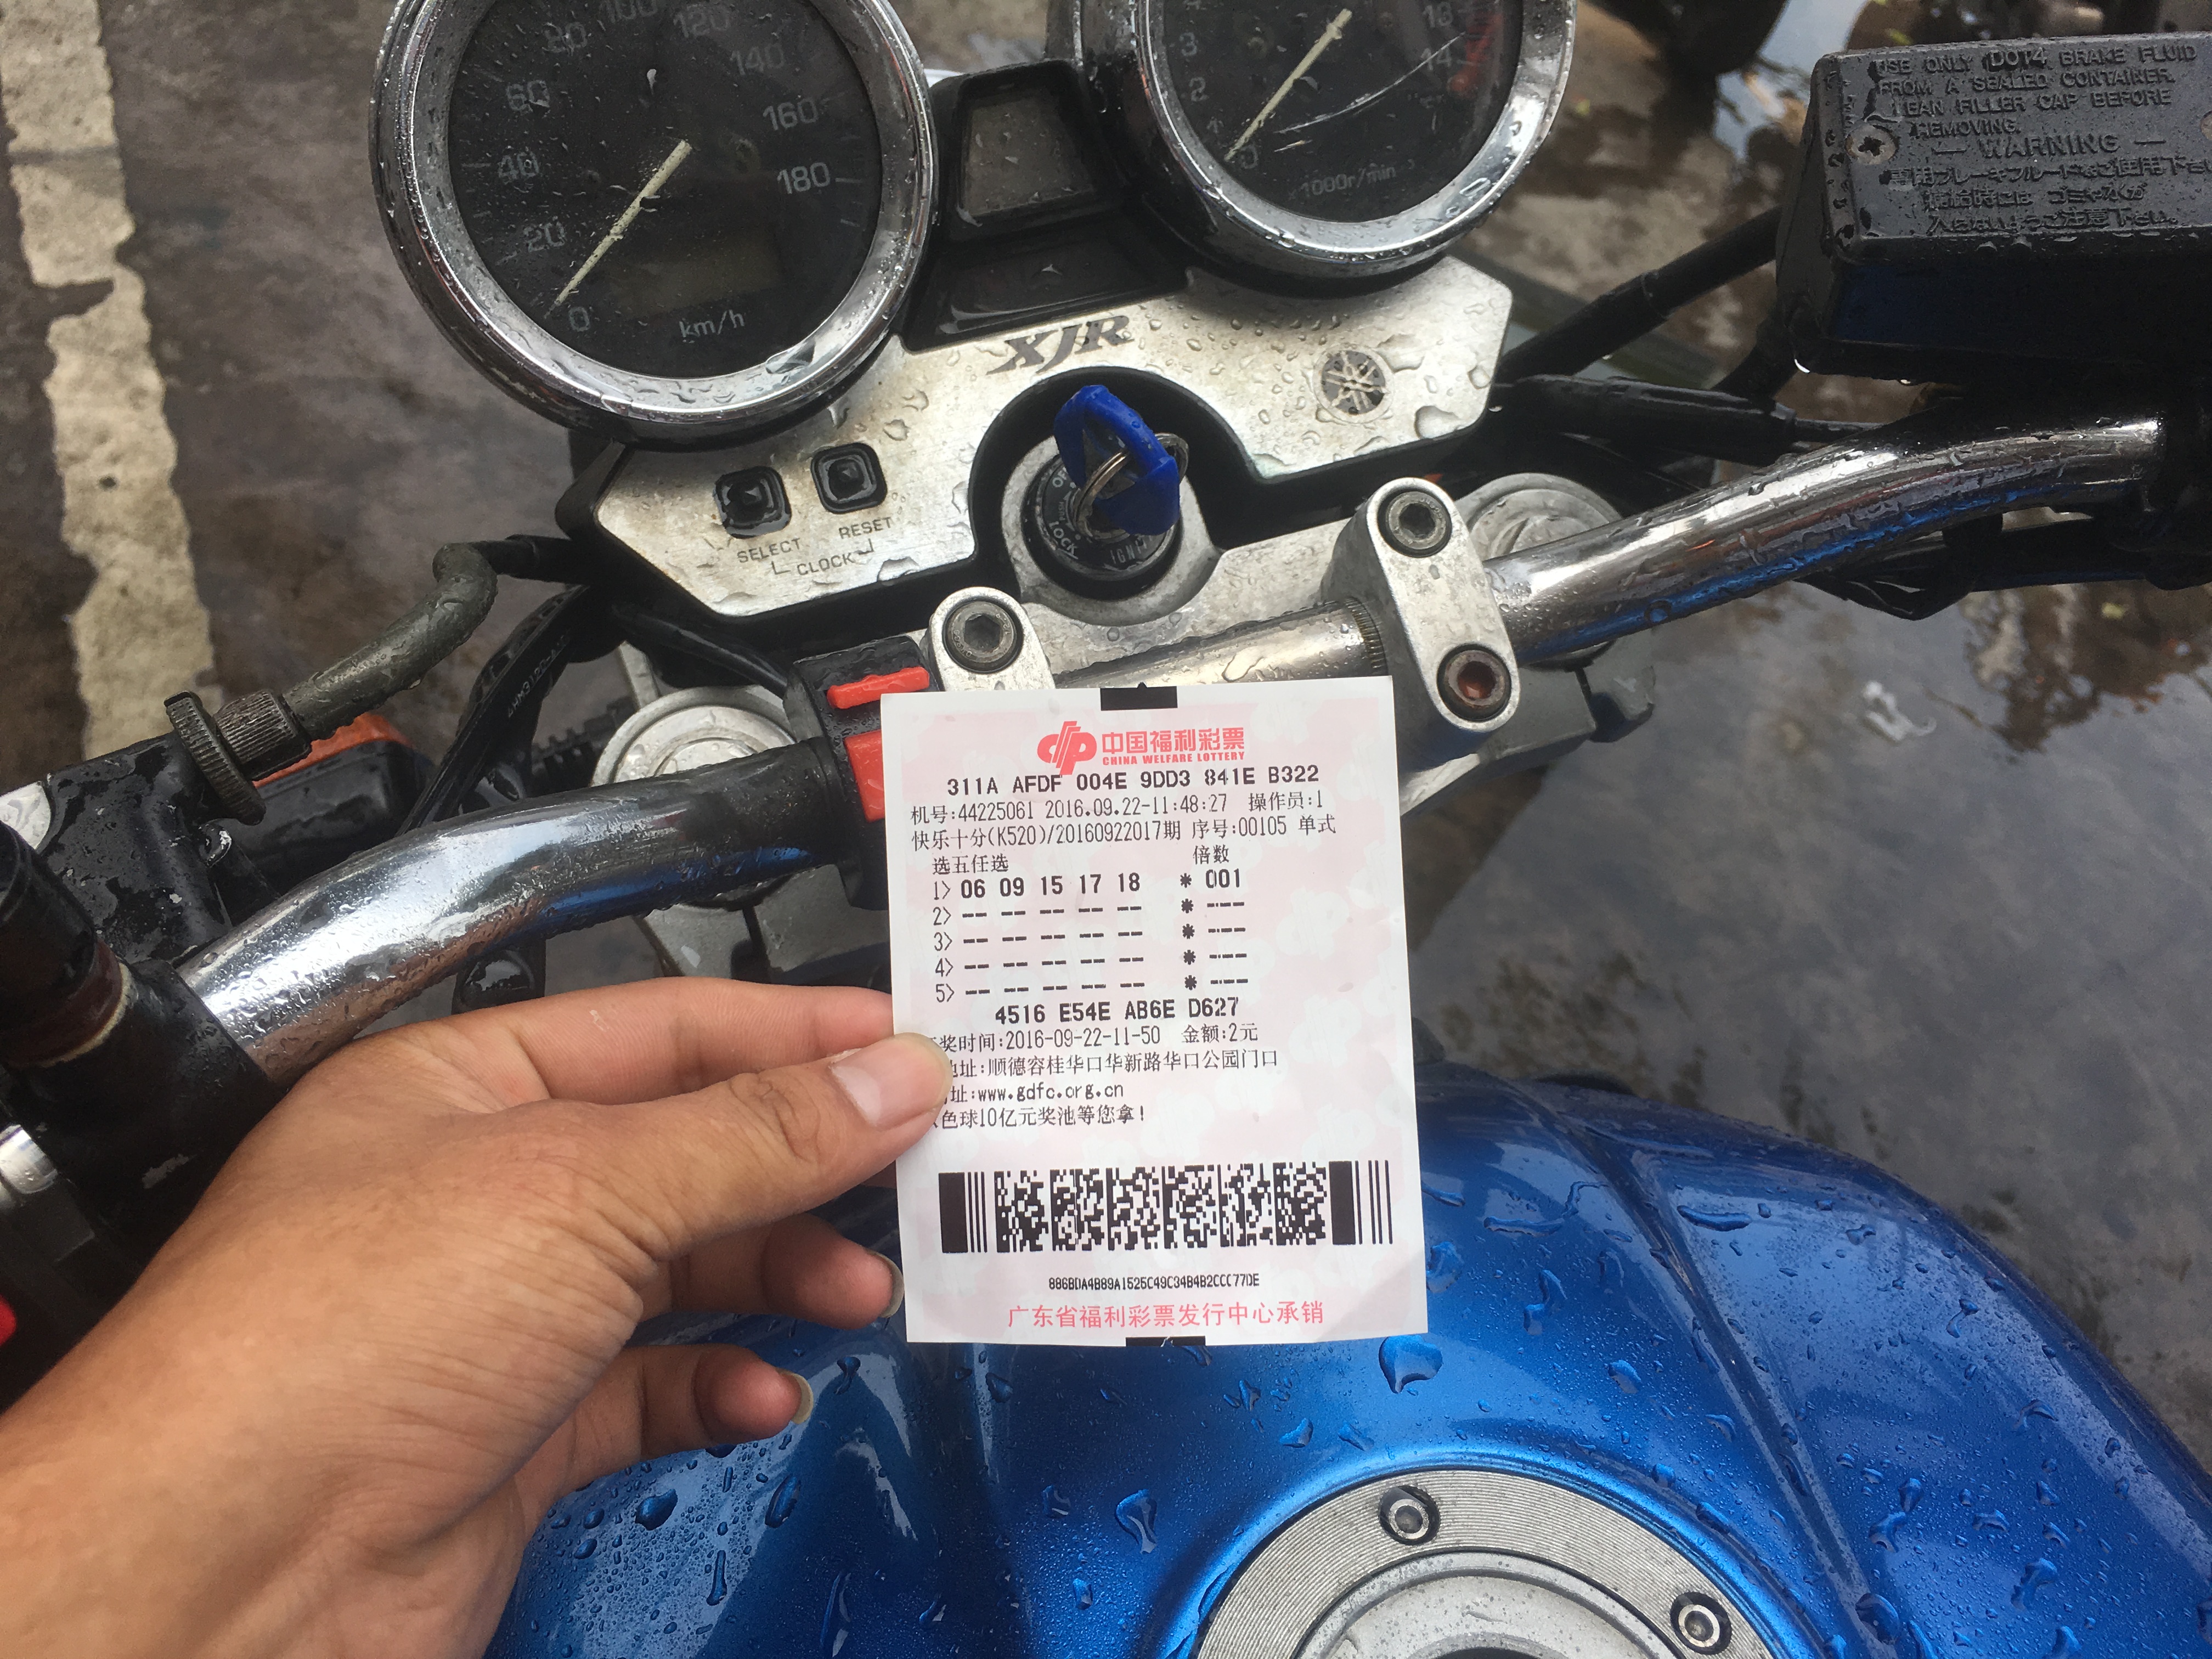 80 100 120
60 140
40 160
20 180
0
km/h
3 13
2 14
1
0
1000r/min
USE ONLY DOT4 BRAKE FLUID
FROM A SEALED CONTAINER.
LEAN FILLER CAP BEFORE
REMOVING.
WARNING
XJR
SELECT RESET
CLOCK
LOCK
中国福利彩票
CHINA WELFARE LOTTERY
311A AFDF 004E 9DD3 841E B322
机号:44225061 2016.09.22-11:48:27 操作员:1
快乐十分(K520)/20160922017期 序号:00105 单式
选五任选 倍数
1> 06 09 15 17 18 * 001
2> -- -- -- -- -- * ---
3> -- -- -- -- -- * ---
4> -- -- -- -- -- * ---
5> -- -- -- -- -- * ---
4516 E54E AB6E D627
奖时间:2016-09-22-11-50 金额:2元
地址:顺德容桂华口华新路华口公园门口
址:www.gdfc.org.cn
色球10亿元奖池等您拿!
886BDA4B89A1525C49C34B4B2CCC77DE
广东省福利彩票发行中心承销